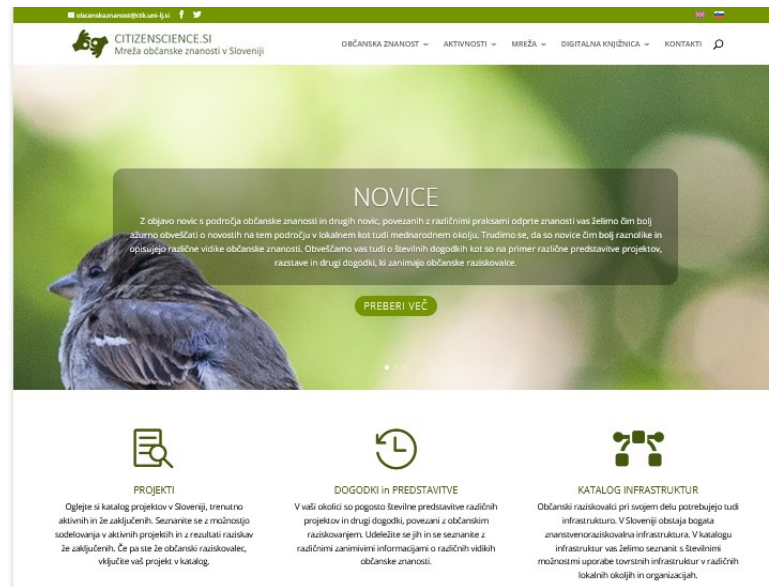 obcanskaznanost@ctk.uni-lj.si
CITIZENSCIENCE.SI
Mreža občanske znanosti v Sloveniji
OBČANSKA ZNANOST
AKTIVNOSTI
MREŽA
DIGITALNA KNJIŽNICA
KONTAKTI
NOVICE
Z objavo novic s področja občanske znanosti in drugih novic, povezanih z različnimi praksami odprte znanosti vas želimo čim bolj
ažurno obveščati o novostih na tem področju v lokalnem kot tudi mednarodnem okolju. Trudimo se, da so novice čim bolj raznolike in
opisujejo različne vidike občanske znanosti. Obveščamo vas tudi o številnih dogodkih kot so na primer različne predstavitve projektov,
razstave in drugi dogodki, ki zanimajo občanske raziskovalce.
PREBERI VEČ
PROJEKTI
Oglejte si katalog projektov v Sloveniji, trenutno
aktivnih in že zaključenih. Seznanite se z možnostjo
sodelovanja v aktivnih projektih in z rezultati raziskav
že zaključenih. Če pa ste že občanski raziskovalec,
vključite vaš projekt v katalog.
DOGODKI in PREDSTAVITVE
V vaši okolici so pogosto številne predstavitve različnih
projektov in drugi dogodki, povezani z občanskim
raziskovanjem. Udeležite se jih in se seznanite z
različnimi zanimivimi informacijami o različnih vidikih
občanske znanosti.
KATALOG INFRASTRUKTUR
Občanski raziskovalci pri svojem delu potrebujejo tudi
infrastrukturo. V Sloveniji obstaja bogata
znanstvenoraziskovalna infrastruktura. V katalogu
infrastruktur vas želimo seznanit s številnimi
možnostmi uporabe tovrstnih infrastruktur v različnih
lokalnih okoljih in organizacijah.